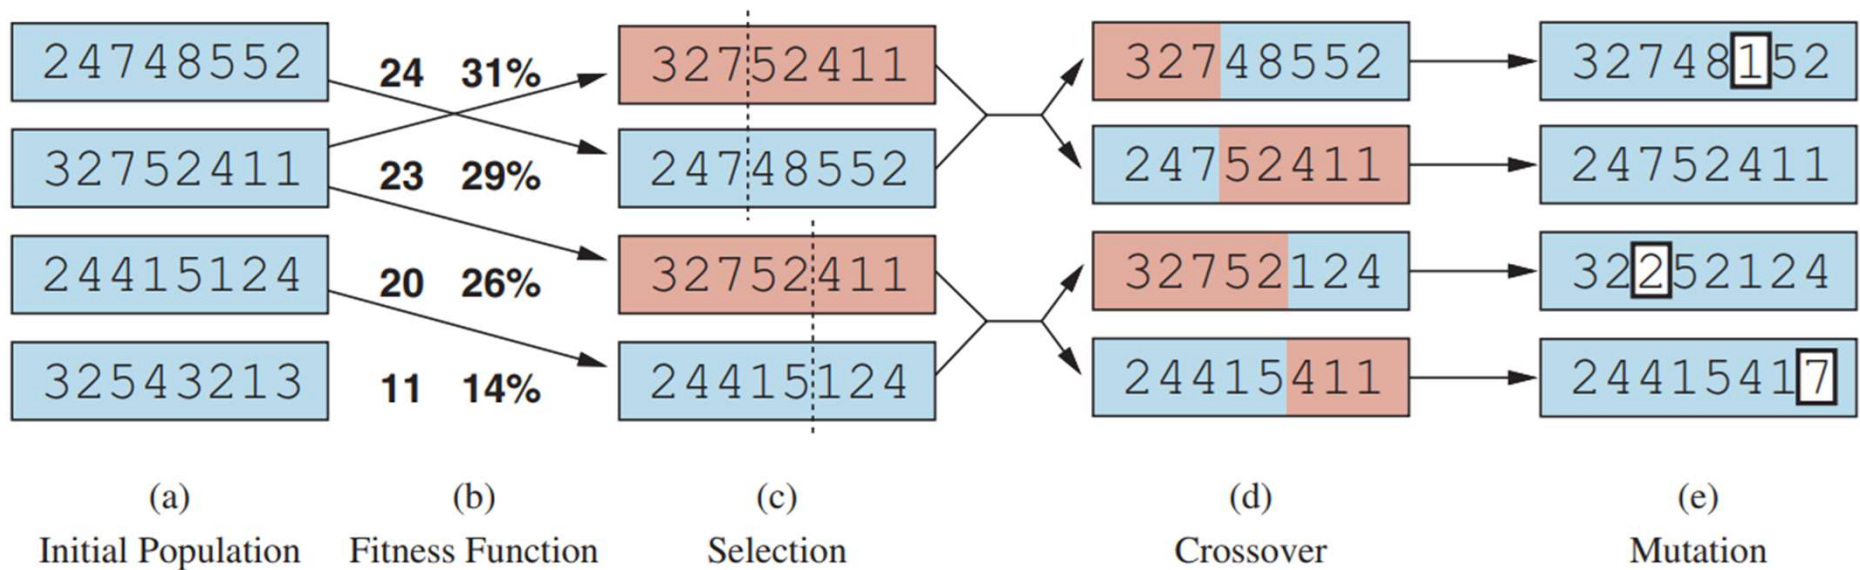 24748552 24 31% 32752411 32748552 32748152
32752411 23 29% 24748552 24752411 24752411
24415124 20 26% 32752411 32752124 32252124
32543213 11 14% 24415124 24415411 24415417
(a) (b) (c) (d) (e)
Initial Population Fitness Function Selection Crossover Mutation